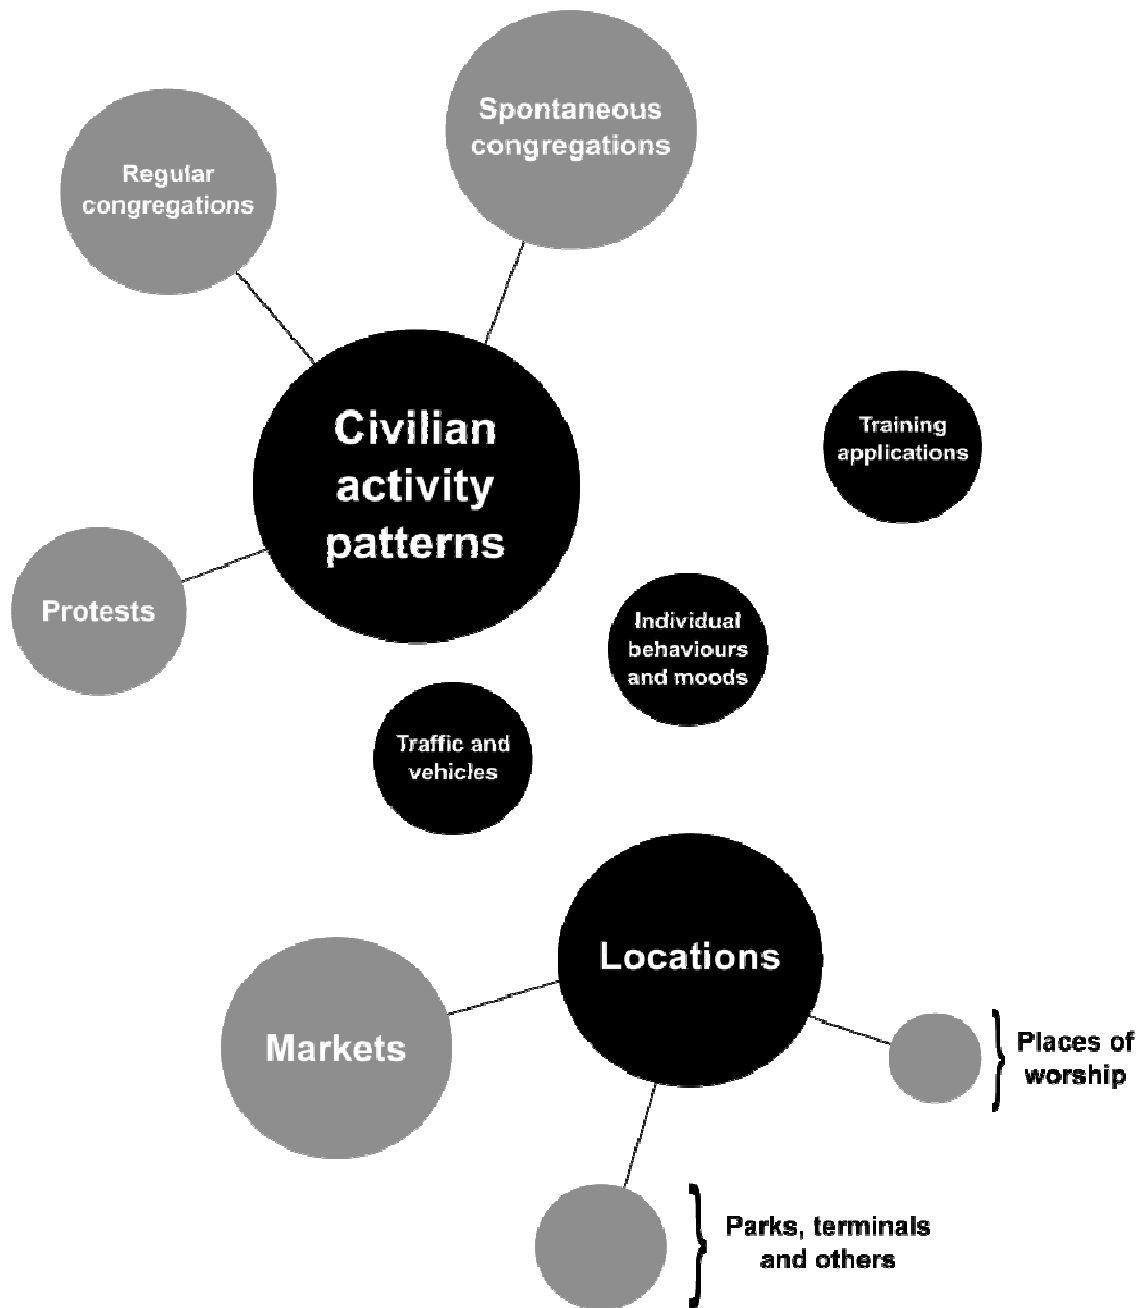 Spontaneous
congregations
Regular
congregations
Civilian
activity
patterns
Training
applications
Protests
Individual
behaviours
and moods
Traffic and
vehicles
Locations
Markets
Places of
worship
Parks, terminals
and others